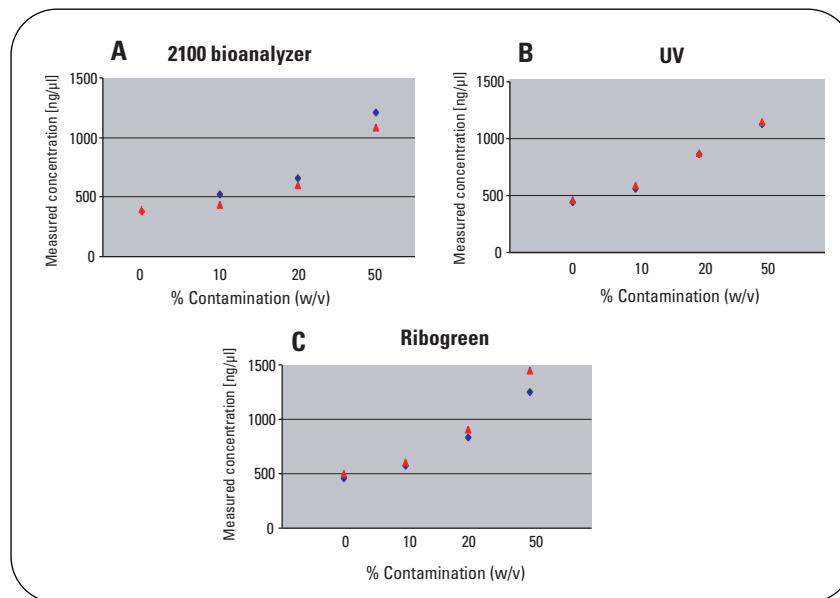 A
2100 bioanalyzer
Measured concentration [ng/µl]
1500
1000
500
0
0 10 20 50
% Contamination (w/v)
B
UV
Measured concentration [ng/µl]
1500
1000
500
0
0 10 20 50
% Contamination (w/v)
C
Ribogreen
Measured concentration [ng/µl]
1500
1000
500
0
0 10 20 50
% Contamination (w/v)